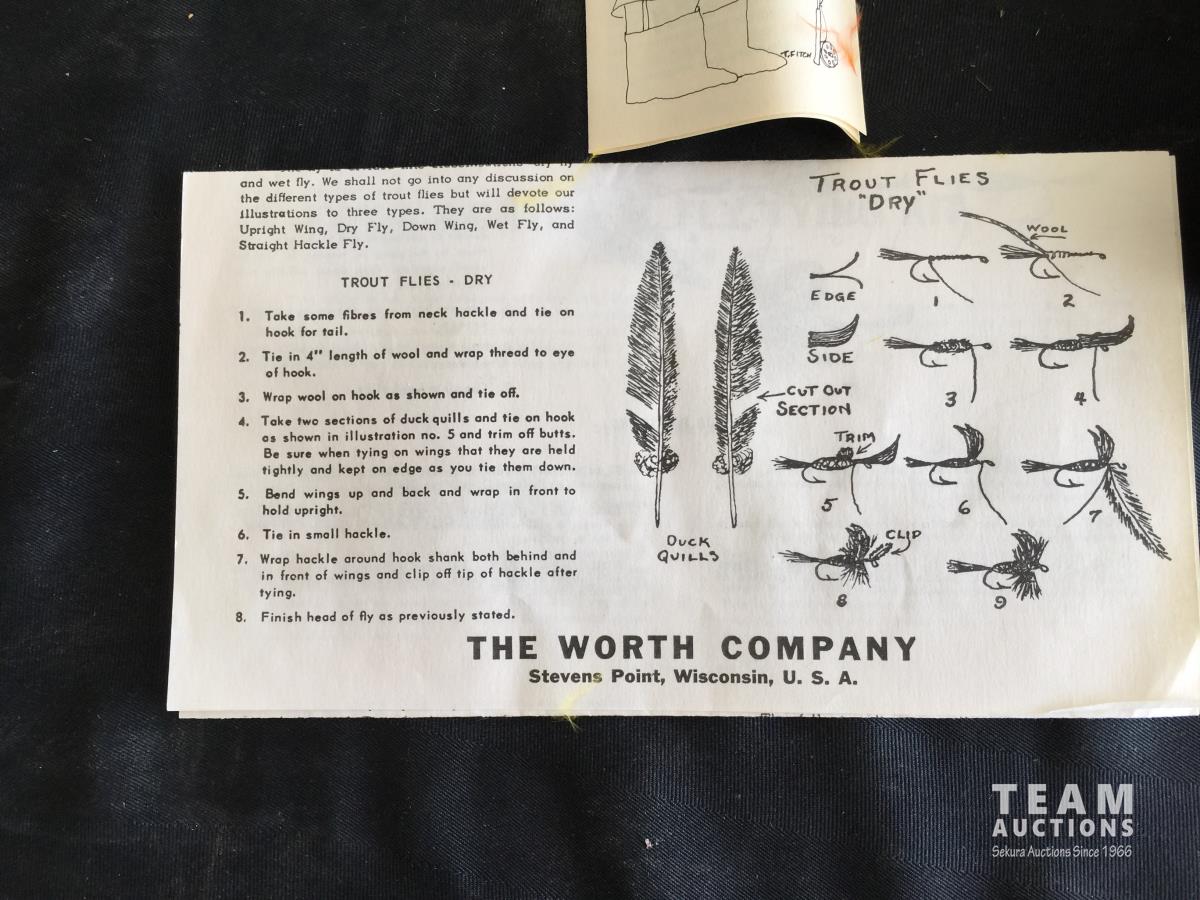 T. FITCH
and wet fly. We shall not go into any discussion on
the different types of trout flies but will devote our
illustrations to three types. They are as follows:
Upright Wing, Dry Fly, Down Wing, Wet Fly, and
Straight Hackle Fly.
TROUT FLIES - DRY
1. Take some fibres from neck hackle and tie on
hook for tail.
2. Tie in 4" length of wool and wrap thread to eye
of hook.
3. Wrap wool on hook as shown and tie off.
4. Take two sections of duck quills and tie on hook
as shown in illustration no. 5 and trim off butts.
Be sure when tying on wings that they are held
tightly and kept on edge as you tie them down.
5. Bend wings up and back and wrap in front to
hold upright.
6. Tie in small hackle.
7. Wrap hackle around hook shank both behind and
in front of wings and clip off tip of hackle after
tying.
8. Finish head of fly as previously stated.
TROUT FLIES
"DRY"
WOOL
EDGE
1
2
SIDE
3
4
CUT OUT
SECTION
TRIM
5
6
7
DUCK
QUILLS
CLIP
8
9
THE WORTH COMPANY
Stevens Point, Wisconsin, U. S. A.
TEAM
AUCTIONS
Sekura Auctions Since 1966